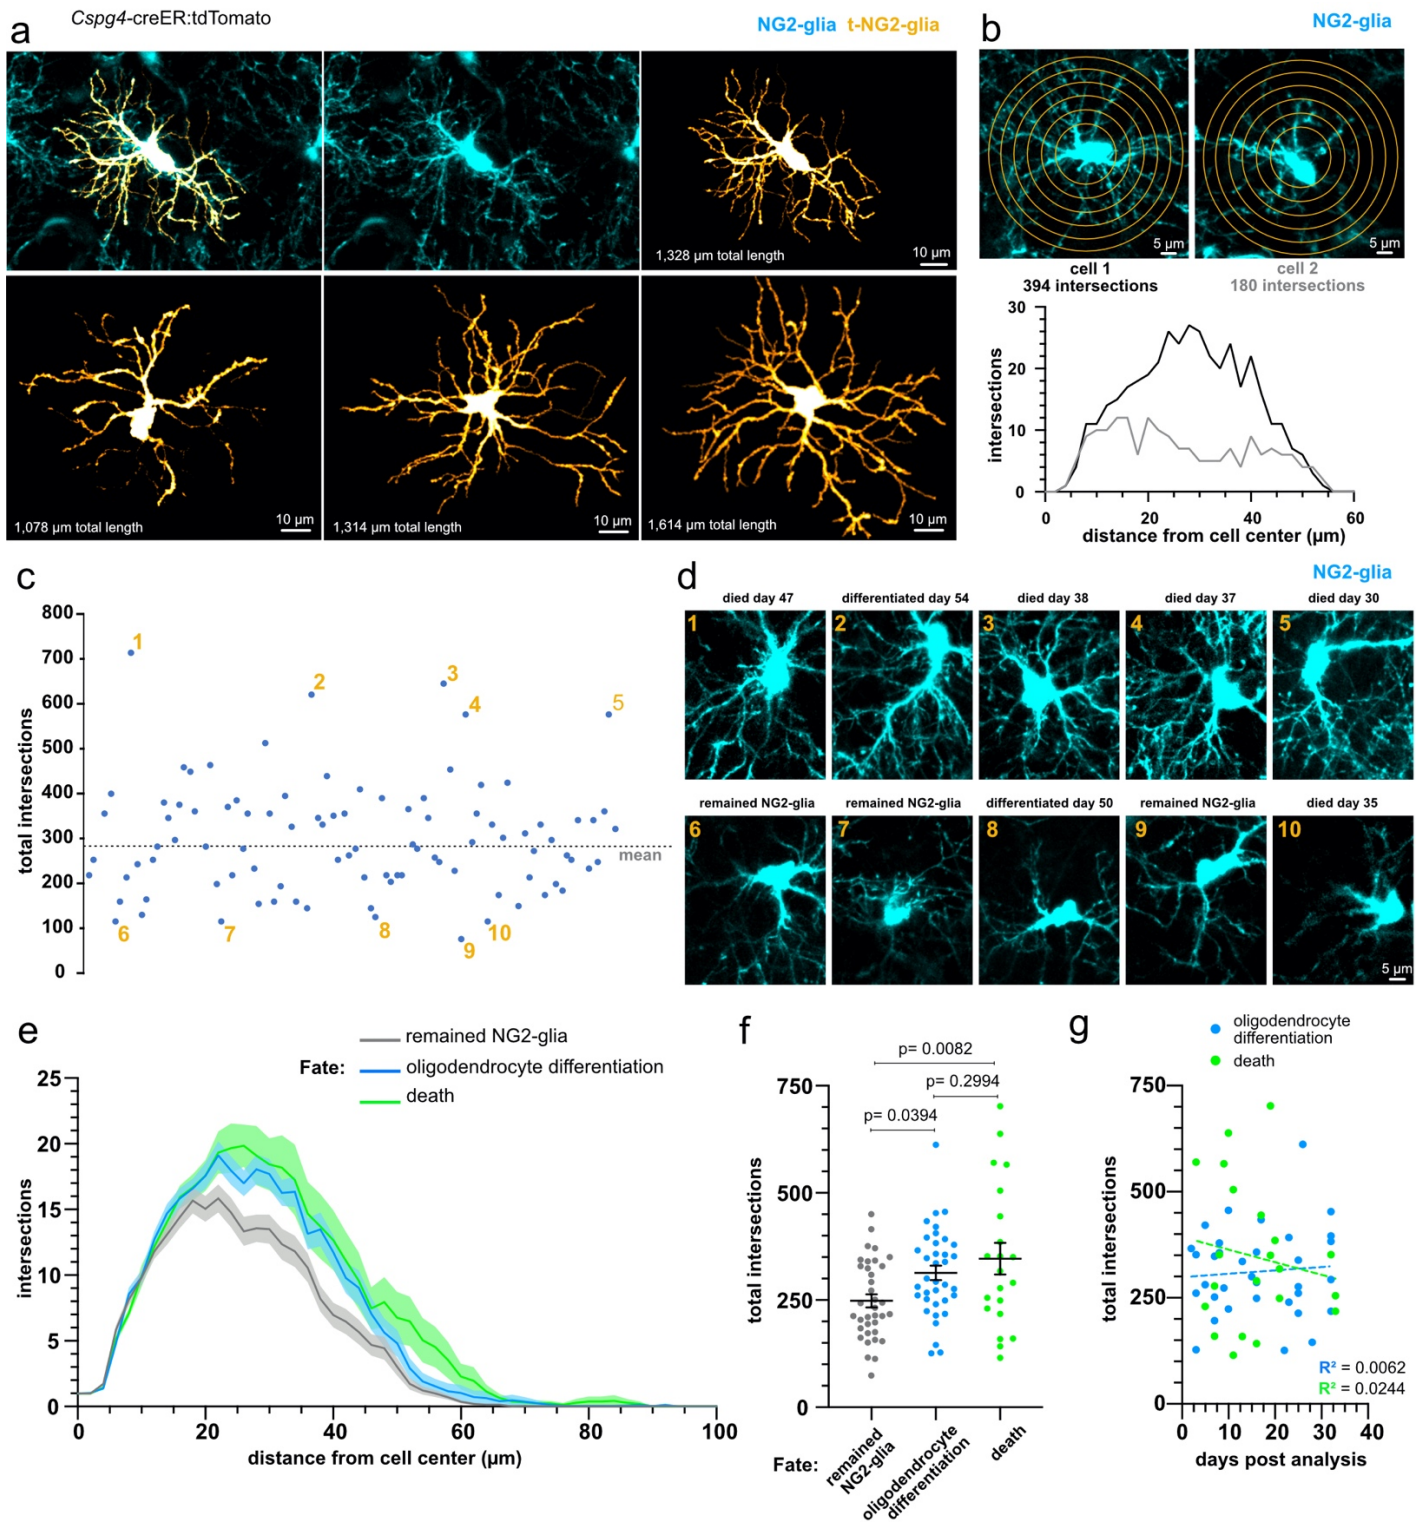 a
Cspg4-creER:tdTomato
NG2-glia t-NG2-glia
1,328 µm total length
10 µm
1,078 µm total length
10 µm
1,314 µm total length
10 µm
1,614 µm total length
10 µm
b
NG2-glia
5 µm
5 µm
cell 1
394 intersections
cell 2
180 intersections
30
20
10
0
intersections
0 20 40 60
distance from cell center (µm)
c
800
700
600
500
400
300
200
100
0
total intersections
1
2
3
4
5
mean
6
7
8
9
10
d
NG2-glia
died day 47
differentiated day 54
died day 38
died day 37
died day 30
1
2
3
4
5
remained NG2-glia
remained NG2-glia
differentiated day 50
remained NG2-glia
died day 35
6
7
8
9
10
5 µm
e
Fate:
remained NG2-glia
oligodendrocyte differentiation
death
25
20
15
10
5
0
intersections
0 20 40 60 80 100
distance from cell center (µm)
f
p= 0.0082
p= 0.2994
p= 0.0394
750
500
250
0
total intersections
Fate:
remained
NG2-glia
oligodendrocyte
differentiation
death
g
oligodendrocyte
differentiation
death
750
500
250
0
total intersections
R² = 0.0062
R² = 0.0244
0 10 20 30 40
days post analysis